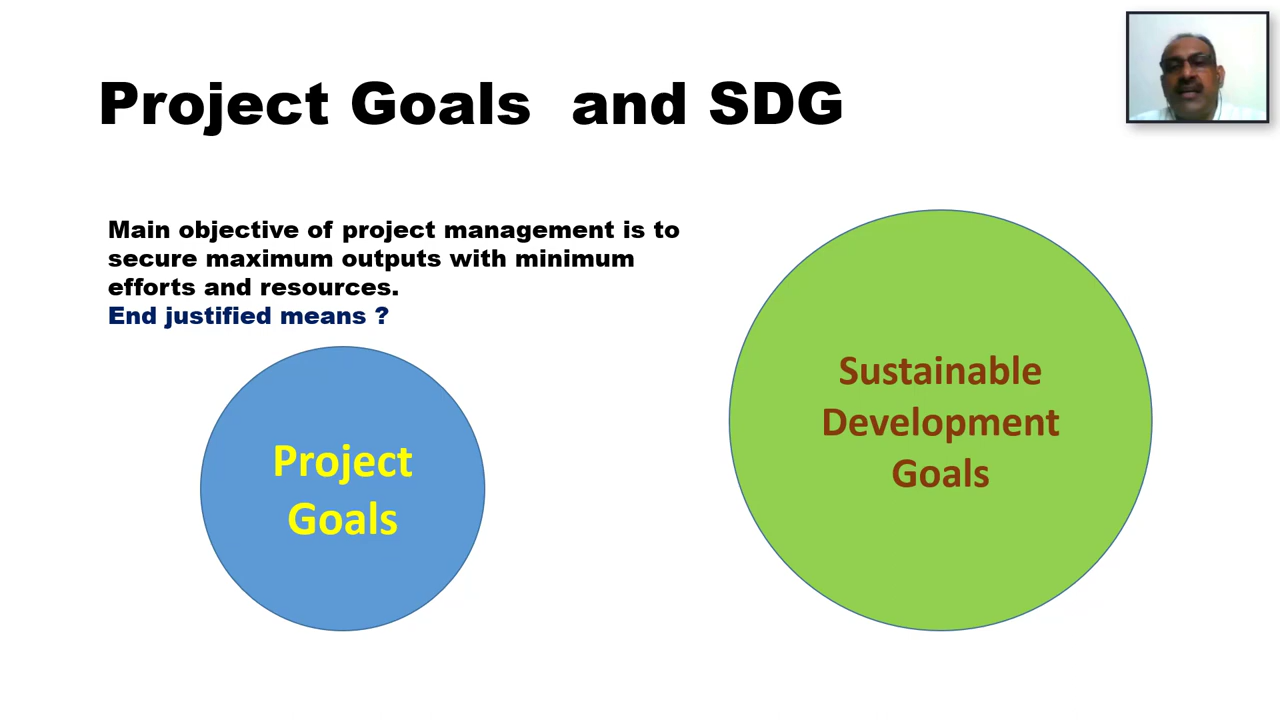 Project Goals and SDG
Main objective of project management is to
secure maximum outputs with minimum
efforts and resources.
End justified means ?
Project
Goals
Sustainable
Development
Goals